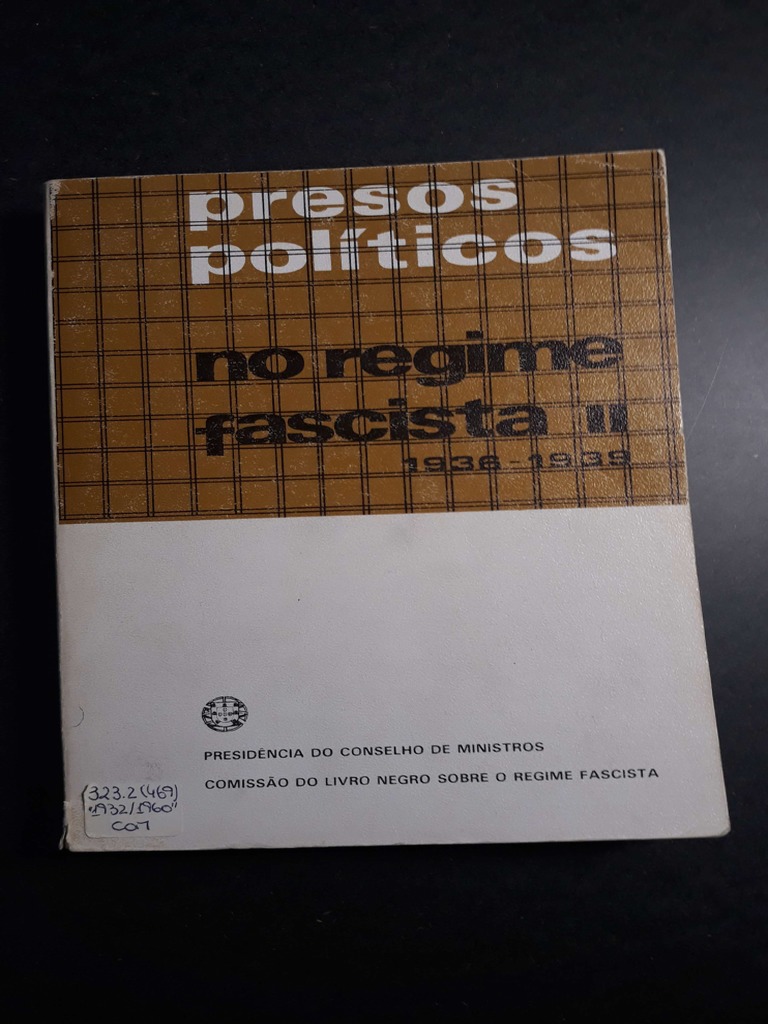 presos
políticos
no regime
fascista II
1936-1939
PRESIDÊNCIA DO CONSELHO DE MINISTROS
COMISSÃO DO LIVRO NEGRO SOBRE O REGIME FASCISTA
(323.2(469)
"1932/1960"
COM